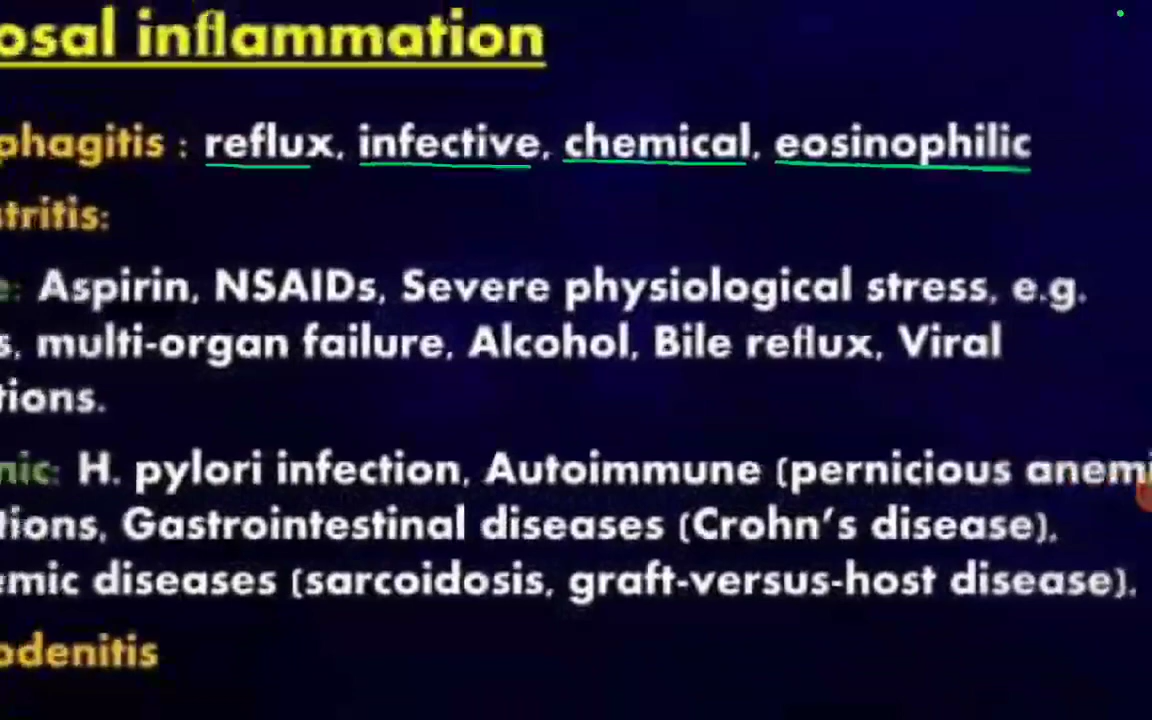 osal inflammation
phagitis : reflux, infective, chemical, eosinophilic
tritis:
e: Aspirin, NSAIDs, Severe physiological stress, e.g.
s, multi-organ failure, Alcohol, Bile reflux, Viral
tions.
nic: H. pylori infection, Autoimmune (pernicious anemi
tions, Gastrointestinal diseases (Crohn's disease),
emic diseases (sarcoidosis, graft-versus-host disease).
odenitis